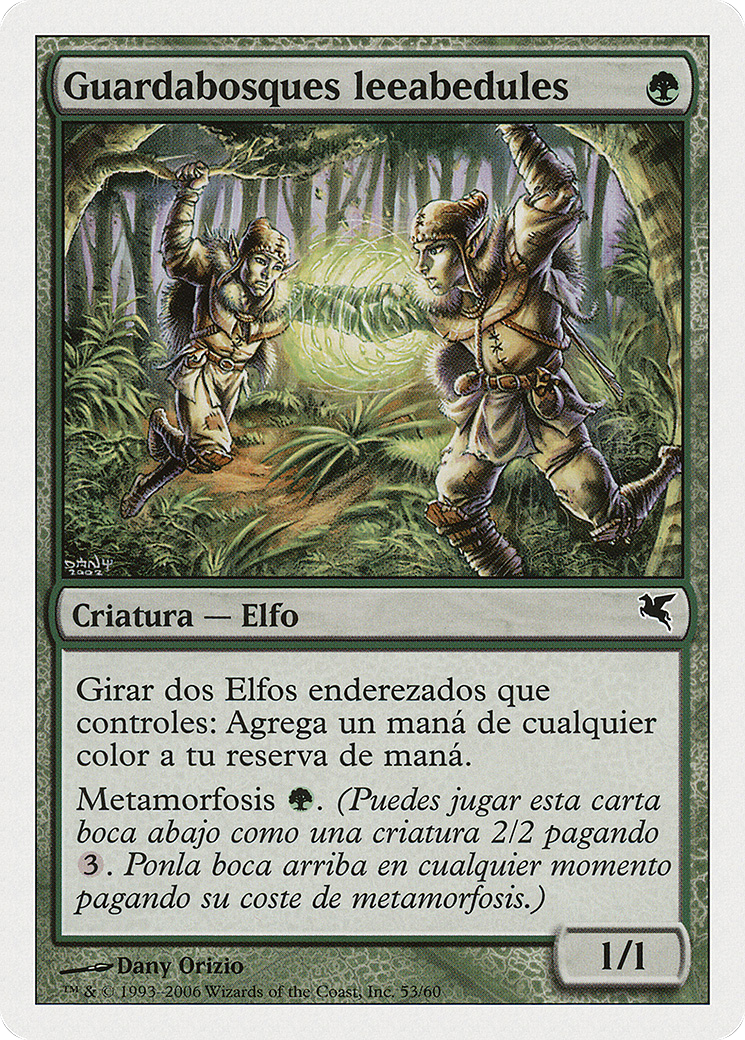 Guardabosques leeabedules
DANY
2002
Criatura — Elfo
Girar dos Elfos enderezados que
controles: Agrega un maná de cualquier
color a tu reserva de maná.
Metamorfosis . (Puedes jugar esta carta
boca abajo como una criatura 2/2 pagando
3. Ponla boca arriba en cualquier momento
pagando su coste de metamorfosis.)
1/1
Dany Orizio
™ & © 1993–2006 Wizards of the Coast, Inc. 53/60